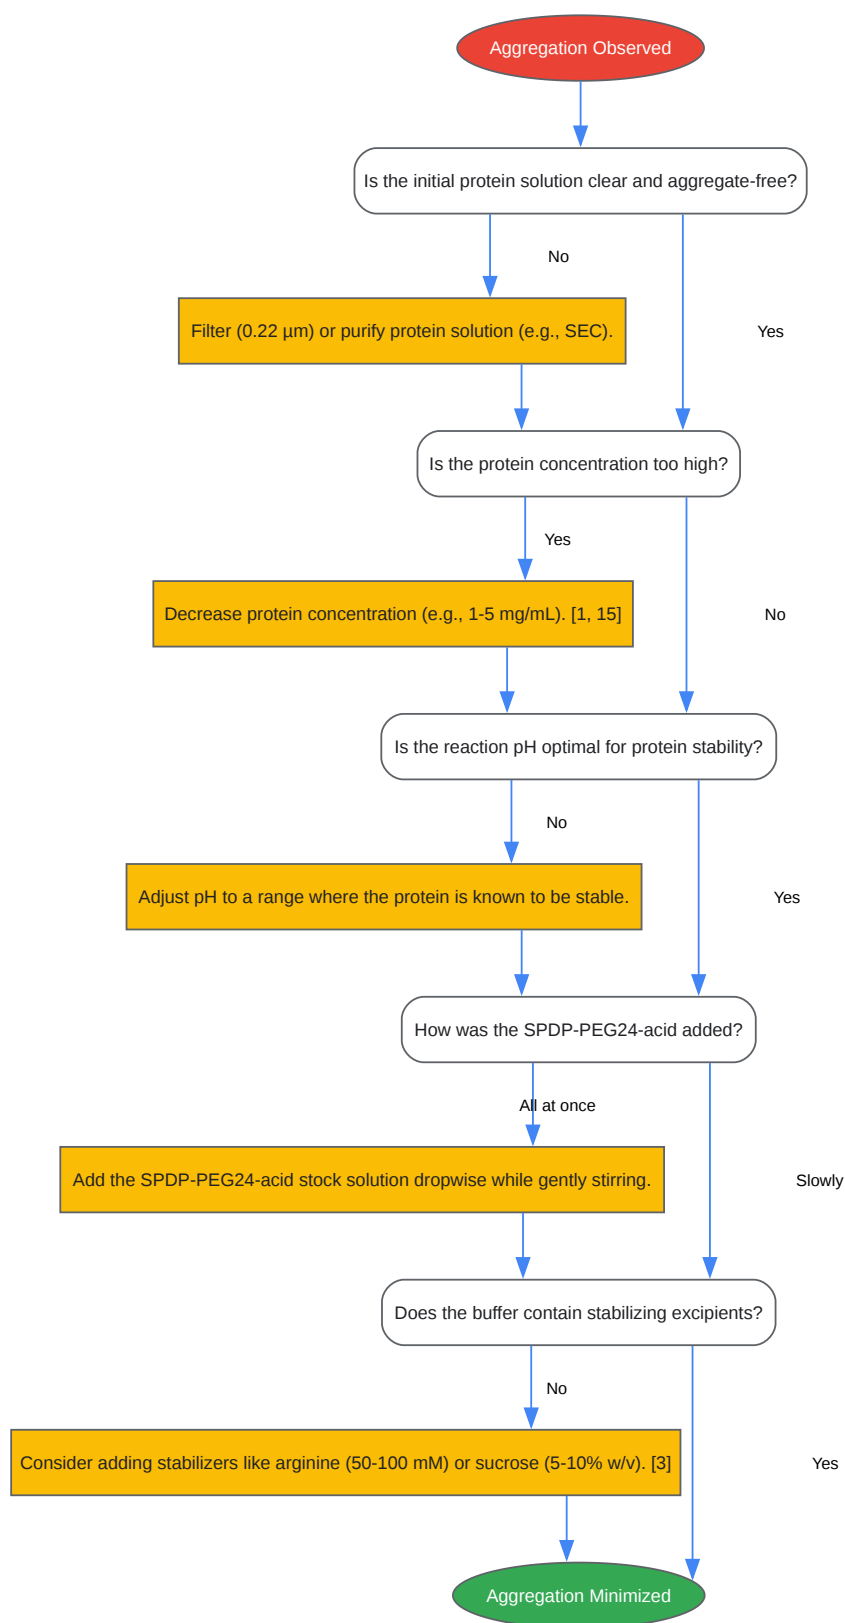 Aggregation Observed
Is the initial protein solution clear and aggregate-free?
No
Filter (0.22 µm) or purify protein solution (e.g., SEC).
Yes
Is the protein concentration too high?
Yes
Decrease protein concentration (e.g., 1-5 mg/mL). [1, 15]
No
Is the reaction pH optimal for protein stability?
No
Adjust pH to a range where the protein is known to be stable.
Yes
How was the SPDP-PEG24-acid added?
All at once
Add the SPDP-PEG24-acid stock solution dropwise while gently stirring.
Slowly
Does the buffer contain stabilizing excipients?
No
Consider adding stabilizers like arginine (50-100 mM) or sucrose (5-10% w/v). [3]
Yes
Aggregation Minimized